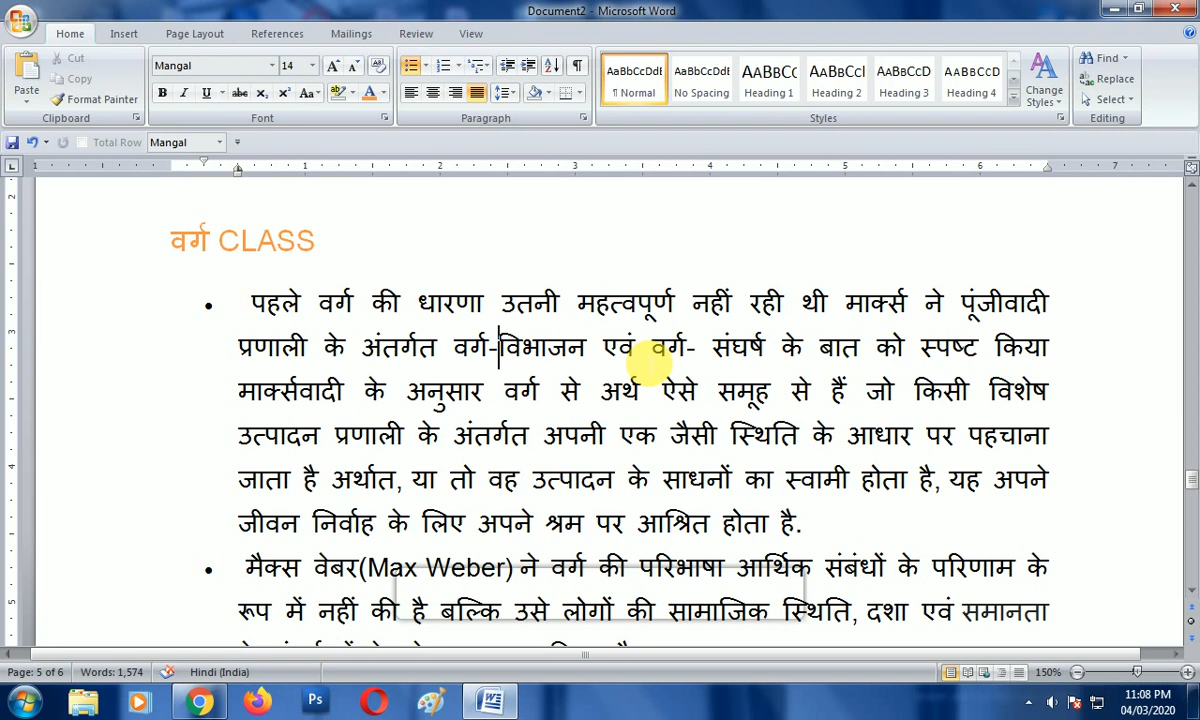 Document2 - Microsoft Word
Home Insert Page Layout References Mailings Review View
Paste Cut Copy Format Painter Clipboard
Mangal 14 Font
Paragraph
AaBbCcDdE ¶ Normal AaBbCcDdE No Spacing AaBbCc Heading 1 AaBbCcl Heading 2 AaBbCcD Heading 3 AaBbCcD Heading 4 Change Styles Styles
Find Replace Select Editing
Total Row Mangal
वर्ग CLASS
• पहले वर्ग की धारणा उतनी महत्वपूर्ण नहीं रही थी मार्क्स ने पूंजीवादी
प्रणाली के अंतर्गत वर्ग-विभाजन एवं वर्ग- संघर्ष के बात को स्पष्ट किया
मार्क्सवादी के अनुसार वर्ग से अर्थ ऐसे समूह से हैं जो किसी विशेष
उत्पादन प्रणाली के अंतर्गत अपनी एक जैसी स्थिति के आधार पर पहचाना
जाता है अर्थात, या तो वह उत्पादन के साधनों का स्वामी होता है, यह अपने
जीवन निर्वाह के लिए अपने श्रम पर आश्रित होता है.
• मैक्स वेबर(Max Weber) ने वर्ग की परिभाषा आर्थिक संबंधों के परिणाम के
रूप में नहीं की है बल्कि उसे लोगों की सामाजिक स्थिति, दशा एवं समानता
Page: 5 of 6 Words: 1,574 Hindi (India) 150%
11:08 PM
04/03/2020